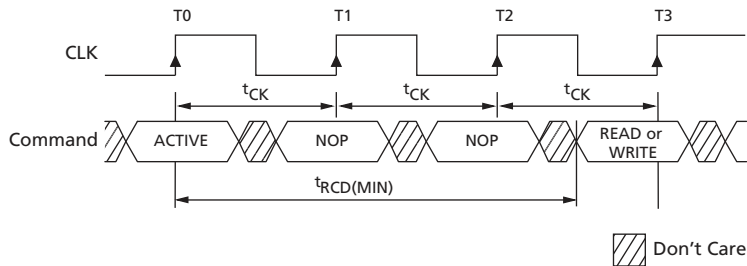 T0 T1 T2 T3
CLK
tCK tCK tCK
Command ACTIVE NOP NOP READ or
WRITE
tRCD(MIN)
Don't Care